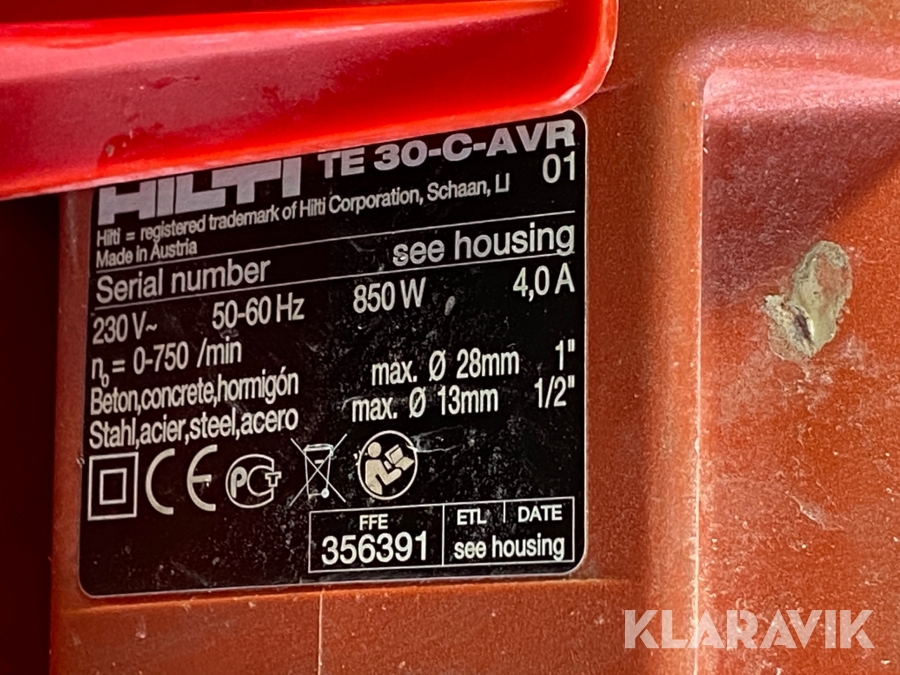 HILTI TE 30-C-AVR
01
Hilti = registered trademark of Hilti Corporation, Schaan, LI
Made in Austria
Serial number see housing
230 V~ 50-60 Hz 850 W 4,0 A
n₀ = 0-750 /min
Beton,concrete,hormigón max. Ø 28mm 1"
Stahl,acier,steel,acero max. Ø 13mm 1/2"
CE PCT
FFE ETL DATE
356391 see housing
KLARAVIK